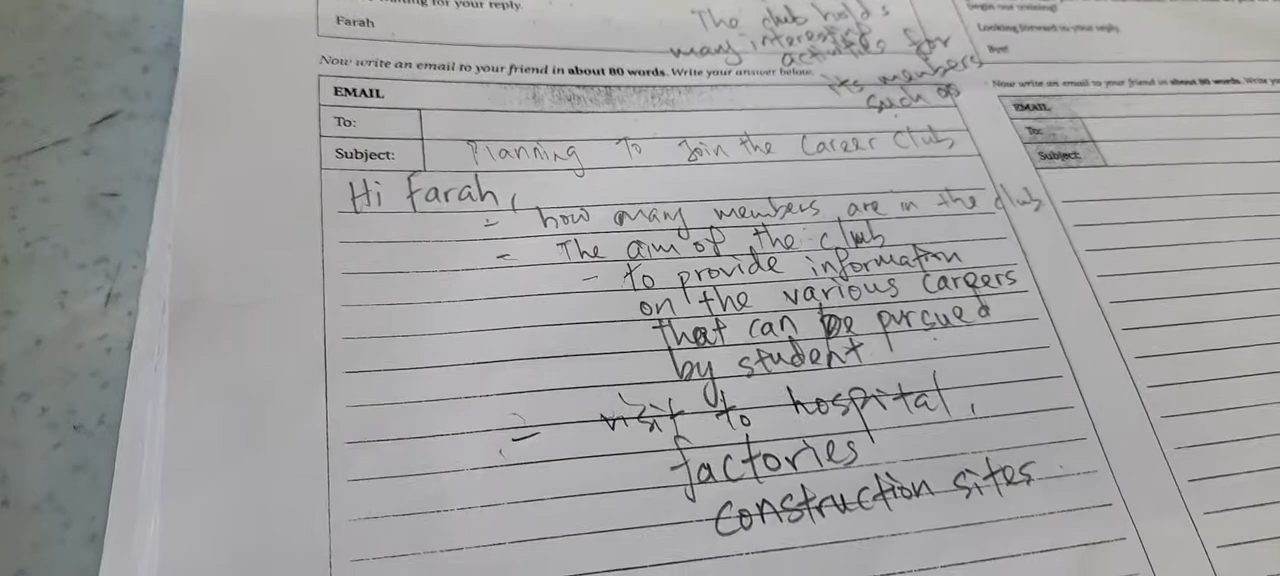 for your reply.
Farah
The club holds
many interesting
activities for
its members
such as
Now write an email to your friend in about 80 words. Write your answer below.
EMAIL
To:
Subject: Planning To Join the Career Club
Hi Farah,
- how many members are in the club
- The aim of the club
- to provide information
on the various careers
that can be pursued
by student
- visit to hospital,
factories
construction sites
Looking forward to your reply
Bye!
Now write an email to your friend in about 80 words. Write
EMAIL
To:
Subject: